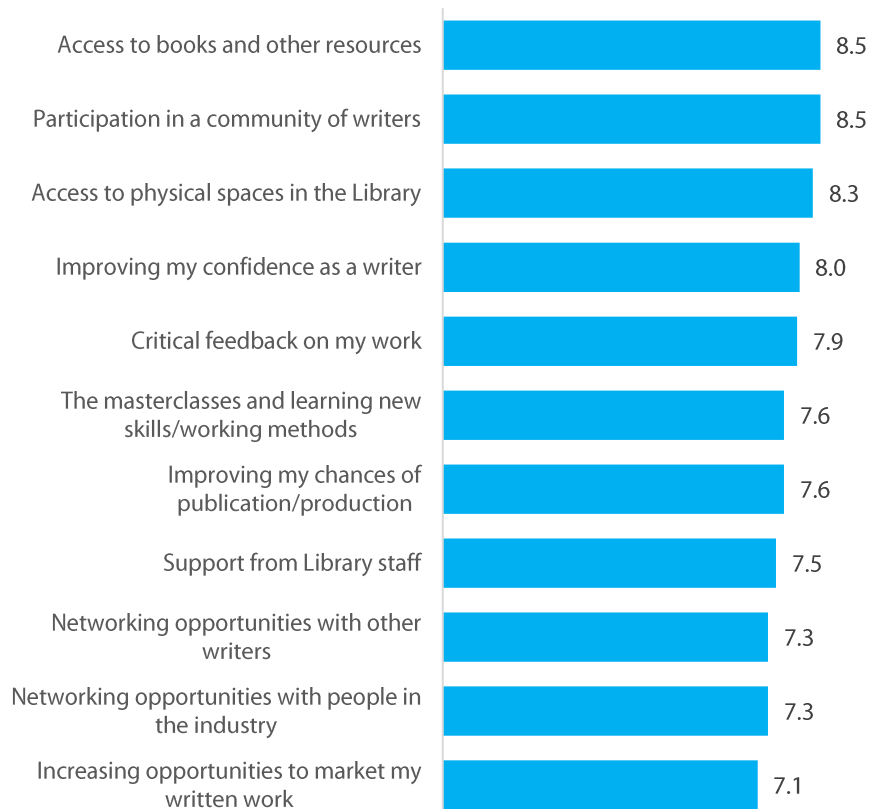 Access to books and other resources
8.5
Participation in a community of writers
8.5
Access to physical spaces in the Library
8.3
Improving my confidence as a writer
8.0
Critical feedback on my work
7.9
The masterclasses and learning new
skills/working methods
7.6
Improving my chances of
publication/production
7.6
Support from Library staff
7.5
Networking opportunities with other
writers
7.3
Networking opportunities with people in
the industry
7.3
Increasing opportunities to market my
written work
7.1